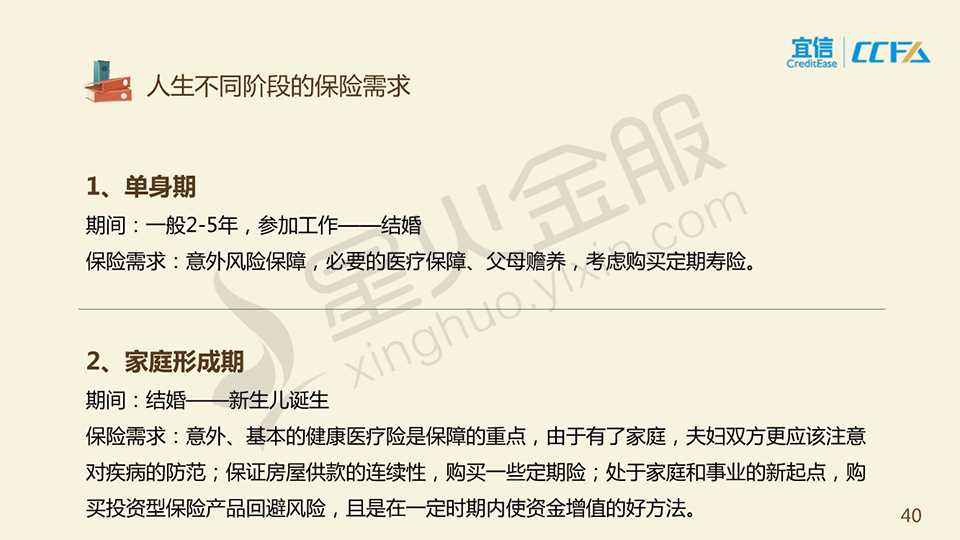 宜信
CreditEase
CCFA
人生不同阶段的保险需求
1、单身期
期间：一般2-5年，参加工作——结婚
保险需求：意外风险保障，必要的医疗保障、父母赡养，考虑购买定期寿险。
2、家庭形成期
期间：结婚——新生儿诞生
保险需求：意外、基本的健康医疗险是保障的重点，由于有了家庭，夫妇双方更应该注意
对疾病的防范；保证房屋供款的连续性，购买一些定期险；处于家庭和事业的新起点，购
买投资型保险产品回避风险，且是在一定时期内使资金增值的好方法。
星火金服
xinghuo.yixin.com
40